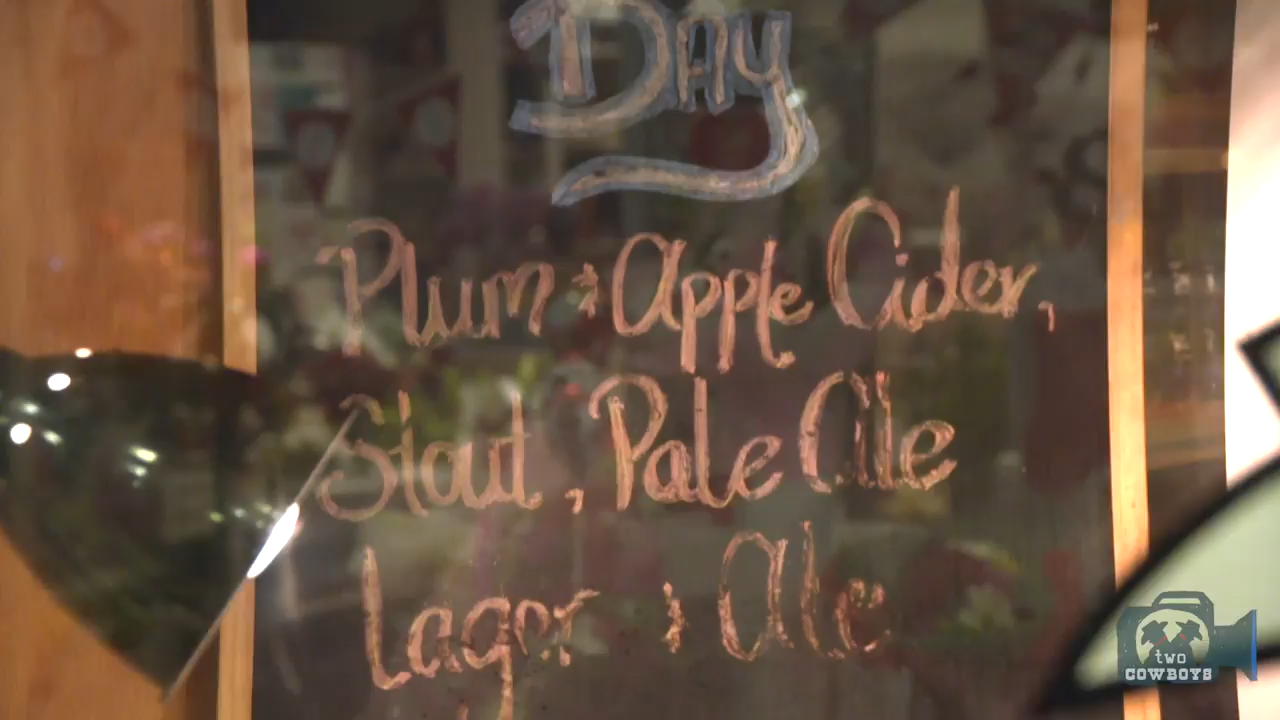 Day
Plum & Apple Cider,
Stout, Pale Ale
Lager & Ale
two
COWBOYS